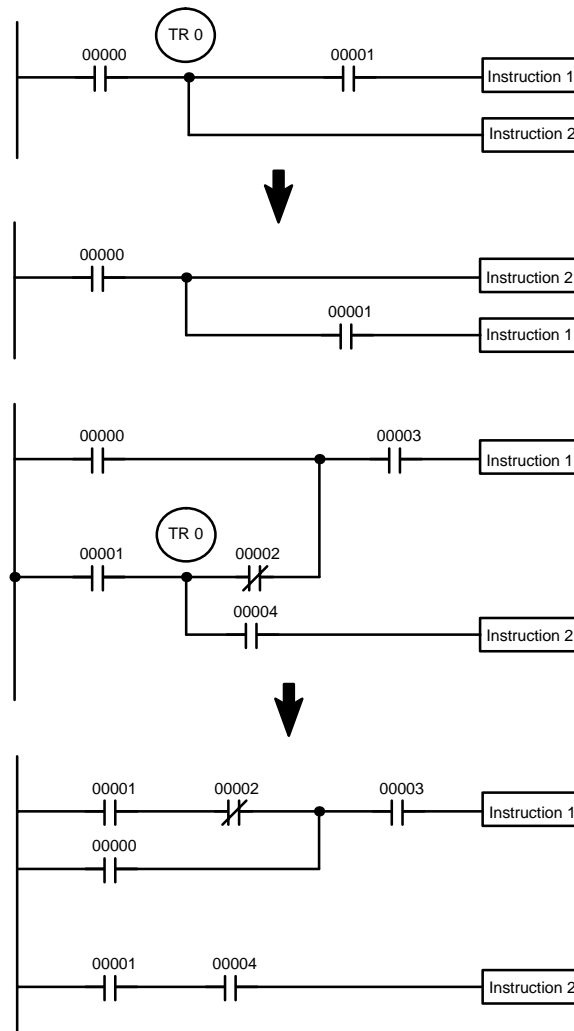 TR 0
00000 00001
Instruction 1
Instruction 2
00000
Instruction 2
00001
Instruction 1
00000 00003
Instruction 1
TR 0
00001 00002
00004
Instruction 2
00001 00002 00003
Instruction 1
00000
00001 00004
Instruction 2